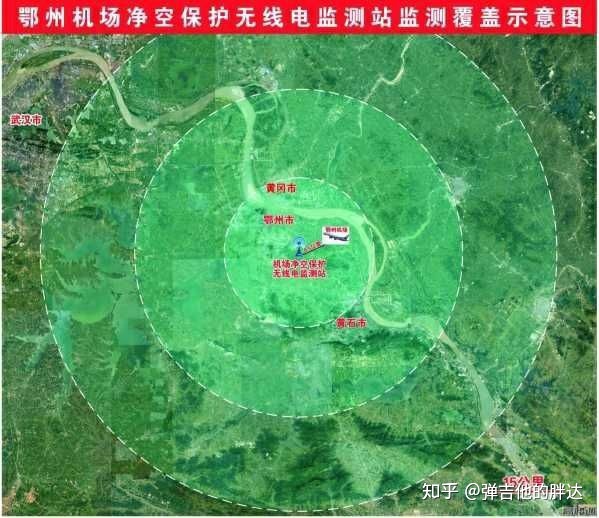 鄂州机场净空保护无线电监测站监测覆盖示意图
武汉市
黄冈市
鄂州市
鄂州机场
机场净空保护
无线电监测站
黄石市
15公里
知乎 @弹吉他的胖达